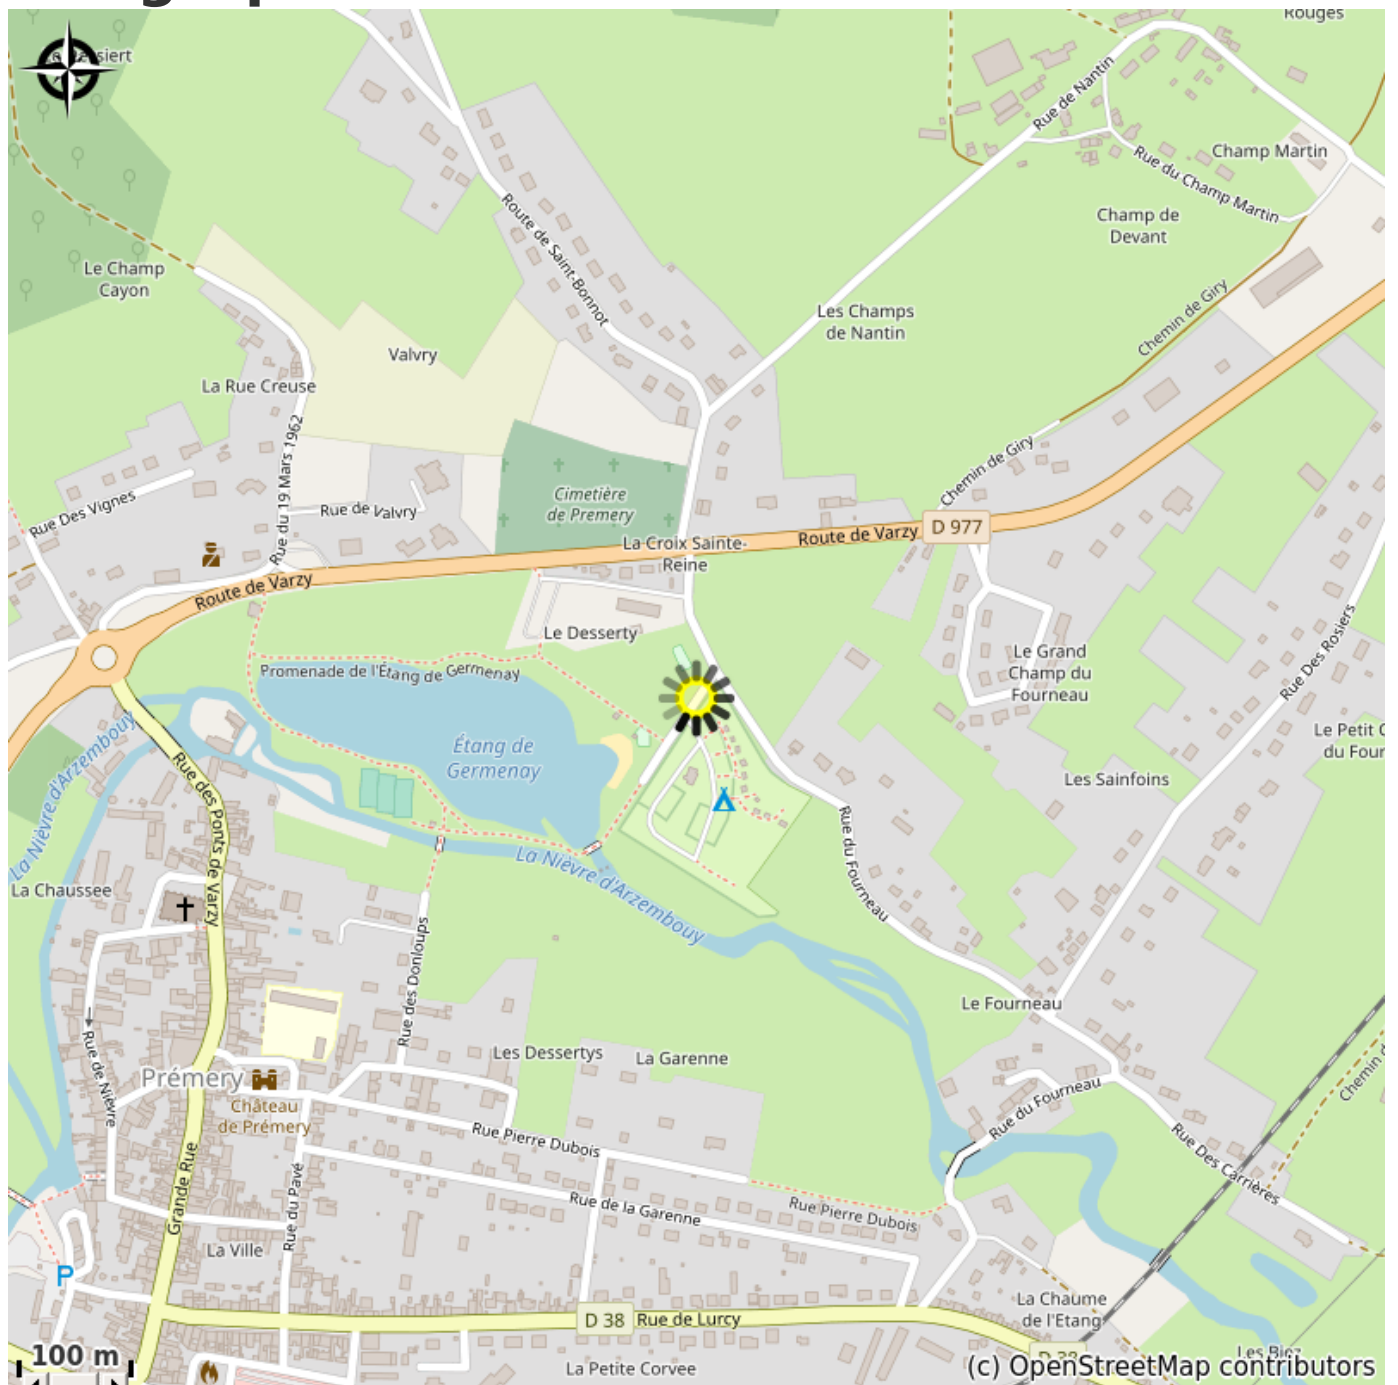 Rouges
Rue de Nantin
Champ Martin
Rue du Champ Martin
Champ de
Devant
Route de Saint-Bonnot
Le Champ
Cayon
Chemin de Giry
Les Champs
de Nantin
Valvry
La Rue Creuse
Rue du 19 Mars 1962
Chemin de Giry
Rue Des Vignes
Rue de Valvry
Cimetière
de Premery
La Croix Sainte-
Reine
Route de Varzy
D 977
Route de Varzy
Le Desserty
Rue Des Rosiers
Le Grand
Champ du
Fourneau
Promenade de l'Étang de Germenay
La Nièvre d'Arzembouy
Étang de
Germenay
Le Petit
du
Les Sainfoins
Rue des Ponts de Varzy
Rue du Fourneau
La Nièvre d'Arzembouy
La Chaussee
Rue des Donloups
Le Fourneau
Les Dessertys
La Garenne
Rue de Nièvre
Prémery
Château
de Prémery
Rue du Fourneau
Chemin
Rue Pierre Dubois
Rue Des Carrières
Grande Rue
Rue du Pavé
Rue de la Garenne
Rue Pierre Dubois
La Ville
P
La Chaume
de l'Etang
D 38
Rue de Lurcy
D 38
100 m
La Petite Corvee
(c) OpenStreetMap contributors